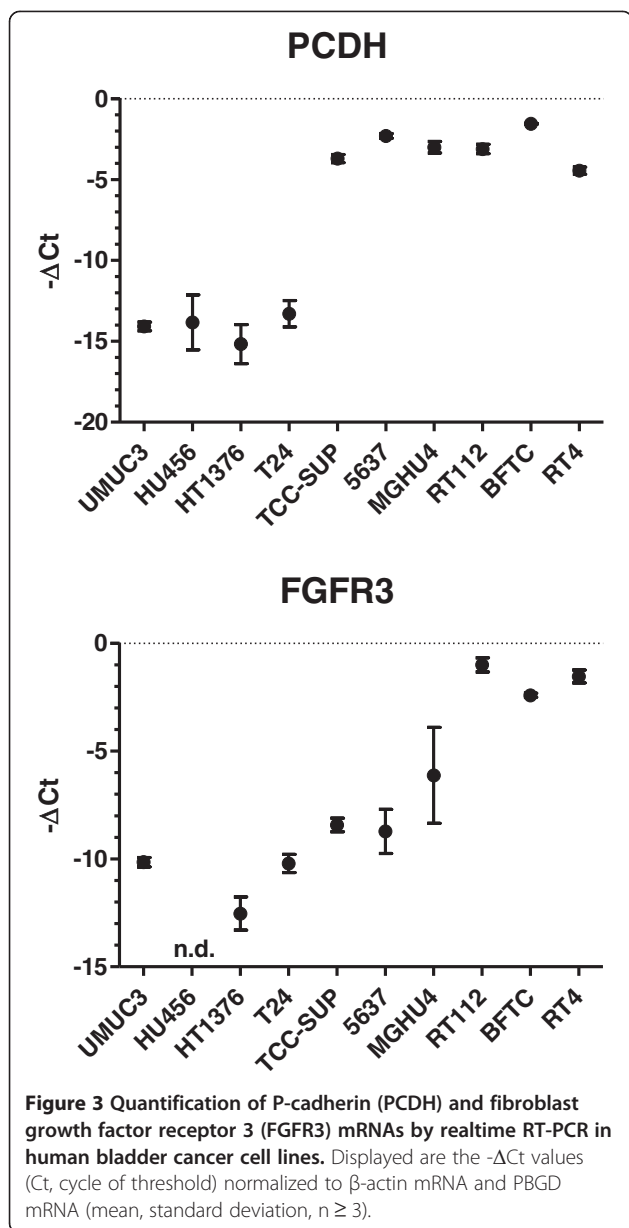 PCDH
0
-5
-10
-15
-20
-ΔCt
UMUC3
HU456
HT1376
T24
TCC-SUP
5637
MGHU4
RT112
BFTC
RT4
FGFR3
0
-5
-10
-15
-ΔCt
n.d.
UMUC3
HU456
HT1376
T24
TCC-SUP
5637
MGHU4
RT112
BFTC
RT4
Figure 3 Quantification of P-cadherin (PCDH) and fibroblast
growth factor receptor 3 (FGFR3) mRNAs by realtime RT-PCR in
human bladder cancer cell lines. Displayed are the -ΔCt values
(Ct, cycle of threshold) normalized to β-actin mRNA and PBGD
mRNA (mean, standard deviation, n ≥ 3).